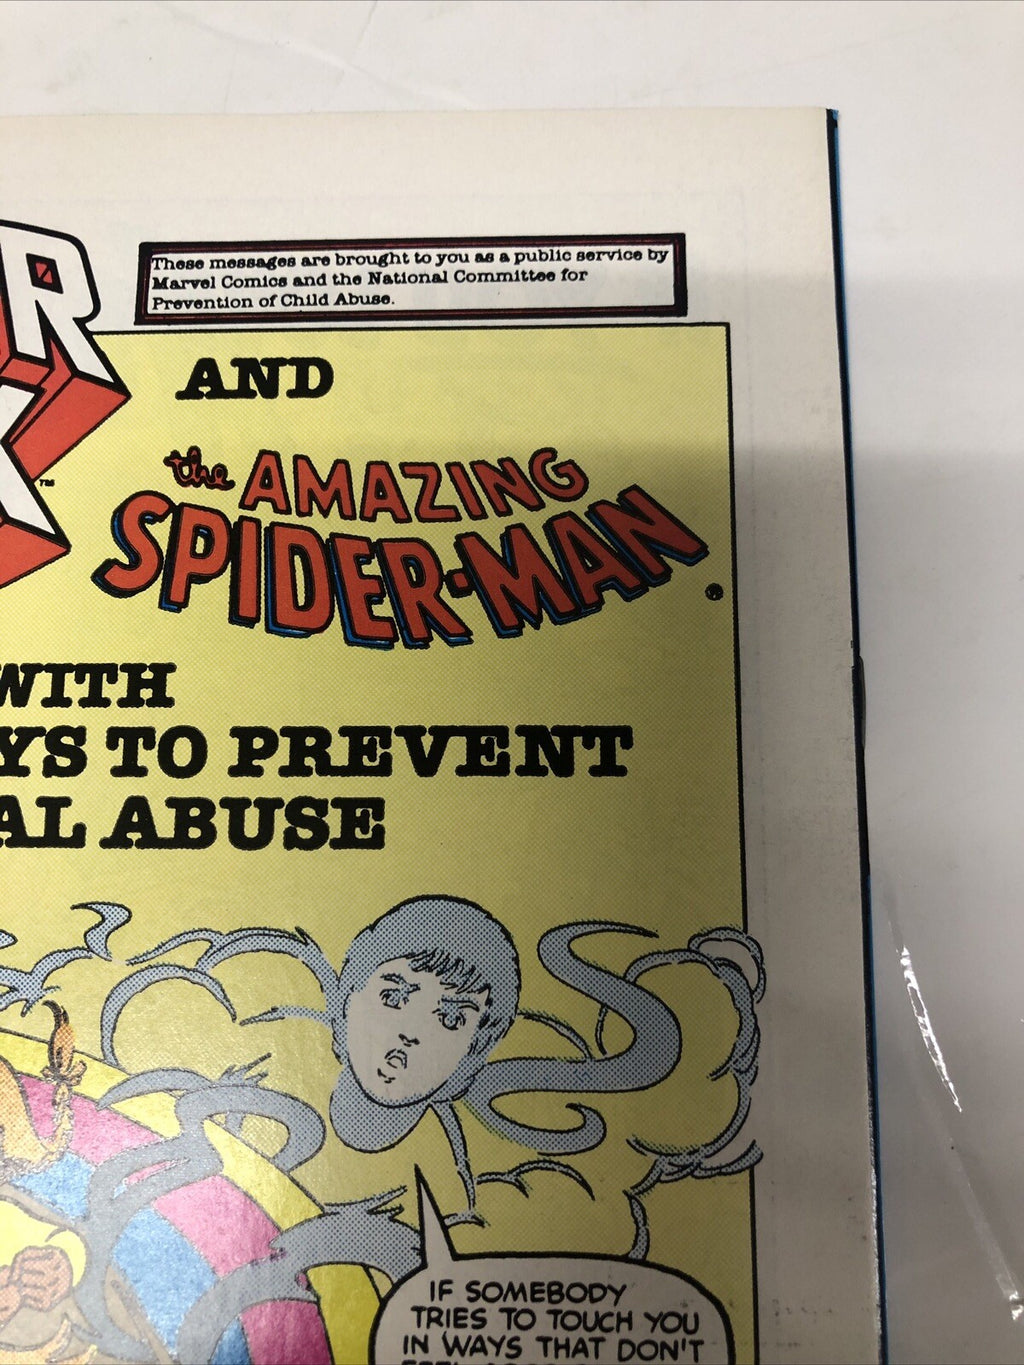 These messages are brought to you as a public service by
Marvel Comics and the National Committee for
Prevention of Child Abuse.
R
TM
AND
the AMAZING
SPIDER-MAN
WITH
YS TO PREVENT
AL ABUSE
IF SOMEBODY
TRIES TO TOUCH YOU
IN WAYS THAT DON'T